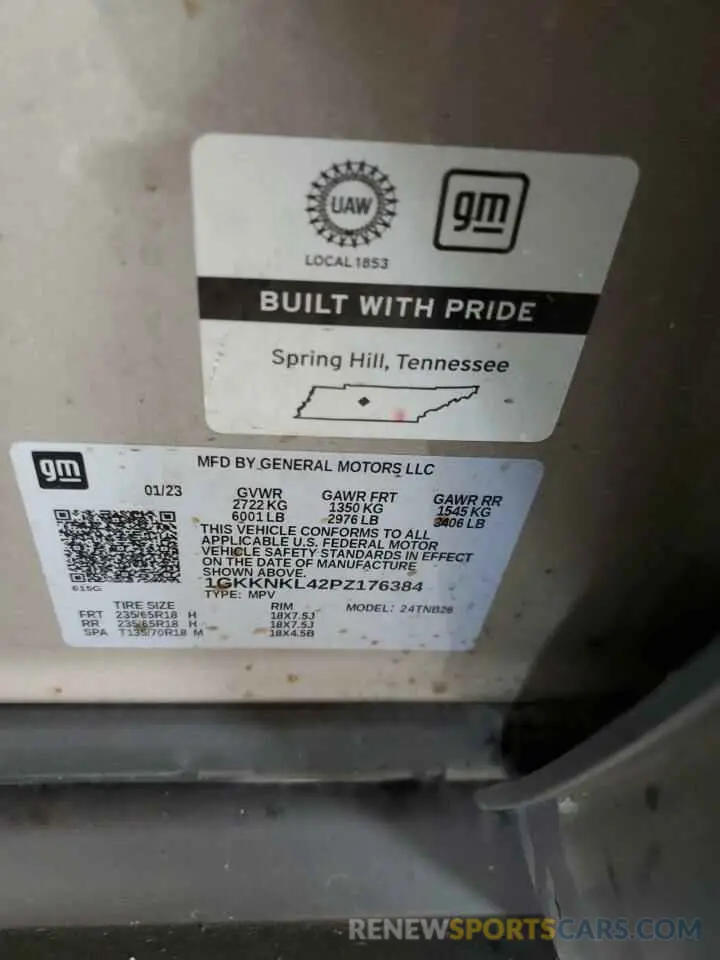 UAW
gm
LOCAL 1853
BUILT WITH PRIDE
Spring Hill, Tennessee
gm
MFD BY GENERAL MOTORS LLC
01/23 GVWR GAWR FRT GAWR RR
2722 KG 1350 KG 1545 KG
6001 LB 2976 LB 3406 LB
THIS VEHICLE CONFORMS TO ALL
APPLICABLE U.S. FEDERAL MOTOR
VEHICLE SAFETY STANDARDS IN EFFECT
ON THE DATE OF MANUFACTURE
SHOWN ABOVE.
615G
1GKKNKL42PZ176384
TYPE: MPV MODEL: 24TNB26
TIRE SIZE RIM
FRT 235/65R18 H 18X7.5J
RR 235/65R18 H 18X7.5J
SPA T135/70R18 M 18X4.5B
RENEWSPORTSCARS.COM